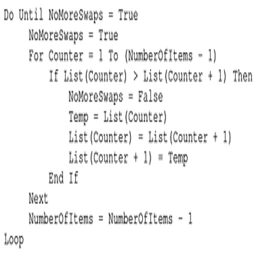 Do Until NoMoreSwaps = True
NoMoreSwaps = True
For Counter = 1 To (NumberOfItems - 1)
If List(Counter) > List(Counter + 1) Then
NoMoreSwaps = False
Temp = List(Counter)
List(Counter) = List(Counter + 1)
List(Counter + 1) = Temp
End If
Next
NumberOfItems = NumberOfItems - 1
Loop